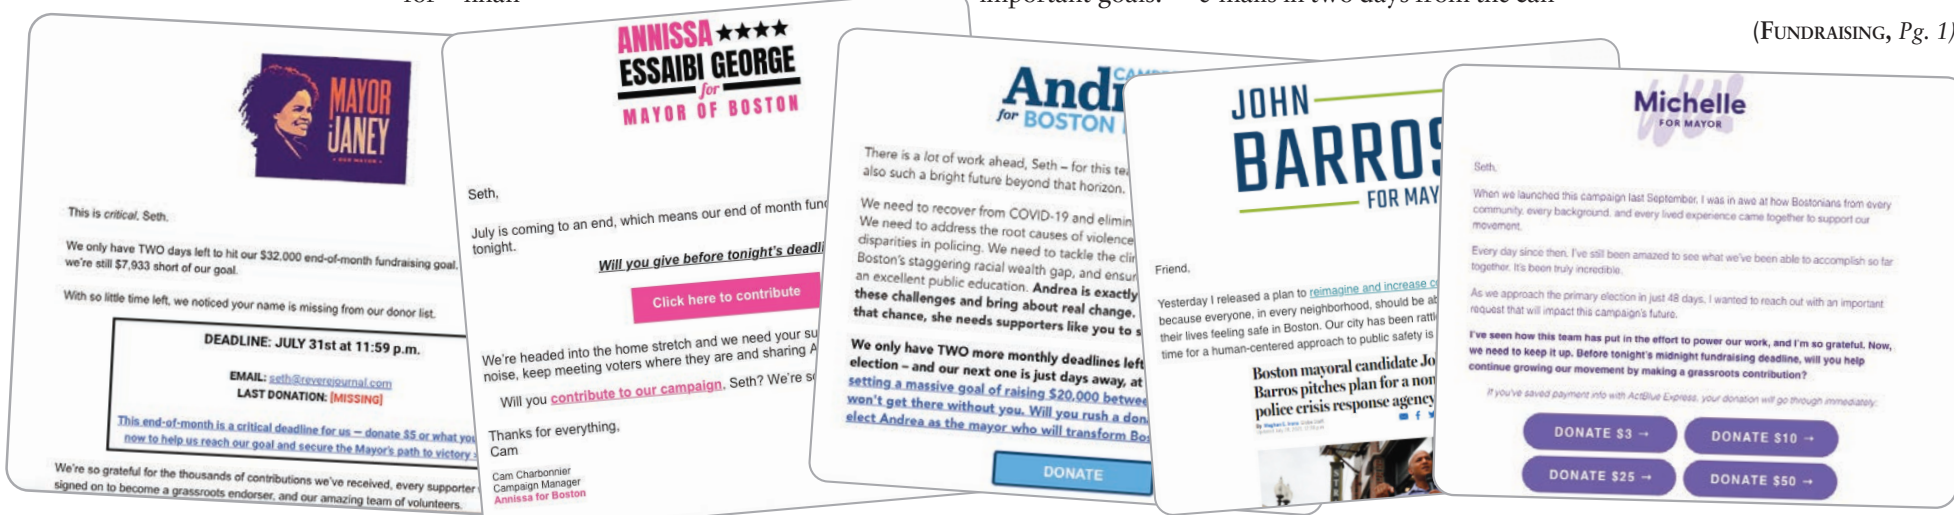 important goals.
e-mails in two days from the can-
(FUNDRAISING, Pg. 1)
MAYOR
JANEY
This is critical, Seth.
We only have TWO days left to hit our $32,000 end-of-month fundraising goal,
we're still $7,933 short of our goal.
With so little time left, we noticed your name is missing from our donor list.
DEADLINE: JULY 31st at 11:59 p.m.
EMAIL: seth@reverejournal.com
LAST DONATION: [MISSING]
This end-of-month is a critical deadline for us – donate $5 or what you
now to help us reach our goal and secure the Mayor's path to victory
We're so grateful for the thousands of contributions we've received, every supporter
signed on to become a grassroots endorser, and our amazing team of volunteers.
ANNISSA ★★★★
ESSAIBI GEORGE
for
MAYOR OF BOSTON
Seth,
July is coming to an end, which means our end of month
tonight.
Will you give before tonight's
Click here to contribute
We're headed into the home stretch and we need your
noise, keep meeting voters where they are and sharing
Will you contribute to our campaign, Seth? We're
Thanks for everything,
Cam
Cam Charbonnier
Campaign Manager
Annissa for Boston
for BOSTON
There is a lot of work ahead, Seth – for this
also such a bright future beyond that horizon.
We need to recover from COVID-19 and
We need to address the root causes of violence
disparities in policing. We need to tackle the
Boston's staggering racial wealth gap, and
an excellent public education. Andrea is exactly
these challenges and bring about real change.
that chance, she needs supporters like you to
We only have TWO more monthly deadlines left
election – and our next one is just days away, at
setting a massive goal of raising $20,000
won't get there without you. Will you rush a
elect Andrea as the mayor who will transform
DONATE
JOHN
BARROS
FOR
Friend,
Yesterday I released a plan to reimagine and increase
because everyone, in every neighborhood, should be
their lives feeling safe in Boston. Our city has been
time for a human-centered approach to public safety is
Boston mayoral candidate
Barros pitches plan for a
police crisis response agency
Michelle
FOR MAYOR
Seth,
When we launched this campaign last September, I was in awe at how Bostonians from every
community, every background, and every lived experience came together to support our
movement.
Every day since then, I've still been amazed to see what we've been able to accomplish so far
together. It's been truly incredible.
As we approach the primary election in just 48 days, I wanted to reach out with an important
request that will impact this campaign's future.
I've seen how this team has put in the effort to power our work, and I'm so grateful. Now,
we need to keep it up. Before tonight's midnight fundraising deadline, will you help
continue growing our movement by making a grassroots contribution?
If you've saved payment info with ActBlue Express, your donation will go through immediately:
DONATE $3 →
DONATE $10 →
DONATE $25 →
DONATE $50 →